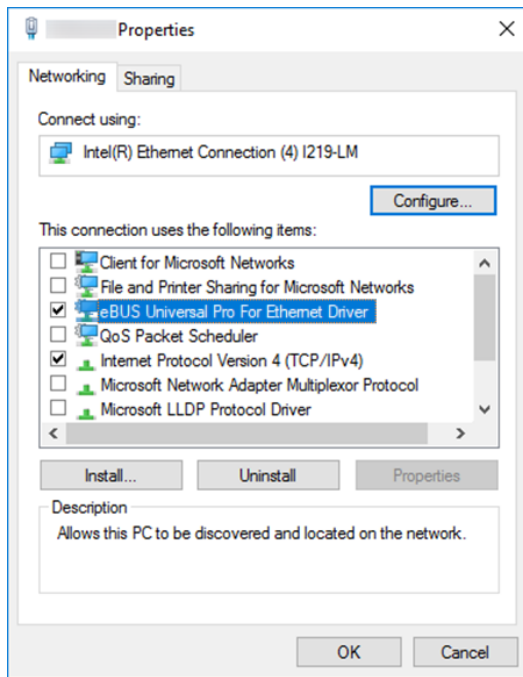 Properties
Networking
Sharing
Connect using:
Intel(R) Ethernet Connection (4) I219-LM
Configure...
This connection uses the following items:
Client for Microsoft Networks
File and Printer Sharing for Microsoft Networks
eBUS Universal Pro For Ethernet Driver
QoS Packet Scheduler
Internet Protocol Version 4 (TCP/IPv4)
Microsoft Network Adapter Multiplexor Protocol
Microsoft LLDP Protocol Driver
Install...
Uninstall
Properties
Description
Allows this PC to be discovered and located on the network.
OK
Cancel